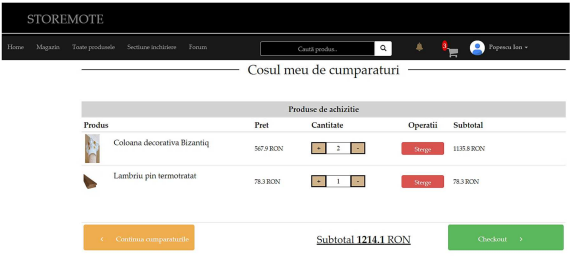 STOREMOTE
Home Magazin Toate produsele Sectiune inchiriere Forum Caută produs.. 3 Popescu Ion
Cosul meu de cumparaturi
Produse de achizitie
Produs Pret Cantitate Operatii Subtotal
Coloana decorativa Bizantiq 567.9 RON + 2 - Sterge 1135.8 RON
Lambriu pin termotratat 78.3 RON + 1 - Sterge 78.3 RON
< Continua cumparaturile Subtotal 1214.1 RON Checkout >